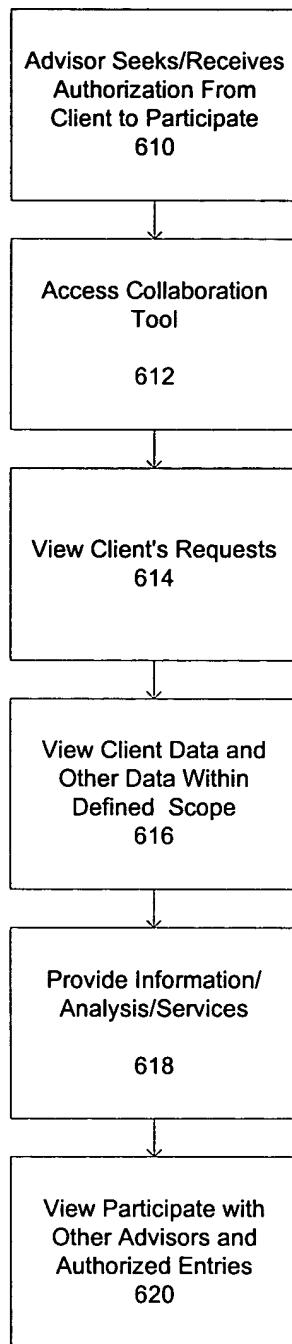 Advisor Seeks/Receives
Authorization From
Client to Participate
610
Access Collaboration
Tool
612
View Client's Requests
614
View Client Data and
Other Data Within
Defined Scope
616
Provide Information/
Analysis/Services
618
View Participate with
Other Advisors and
Authorized Entries
620